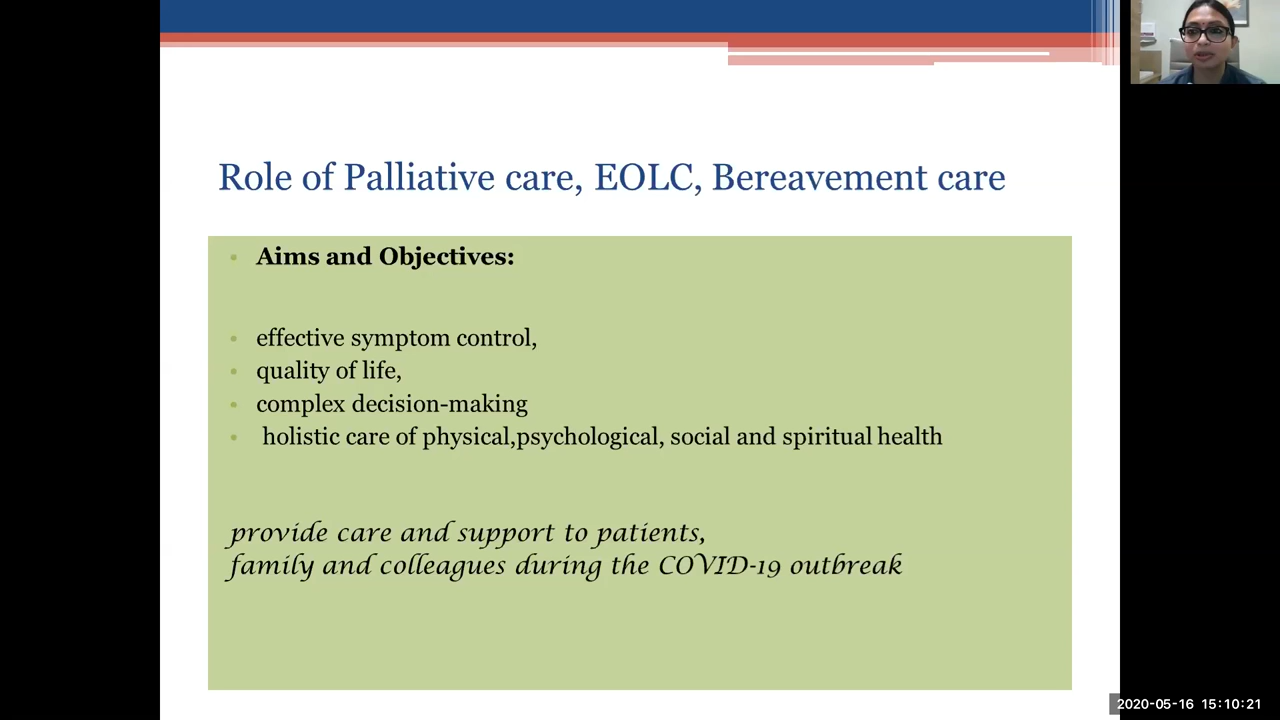 Role of Palliative care, EOLC, Bereavement care
Aims and Objectives:
effective symptom control,
quality of life,
complex decision-making
holistic care of physical,psychological, social and spiritual health
provide care and support to patients,
family and colleagues during the COVID-19 outbreak
2020-05-16 15:10:21